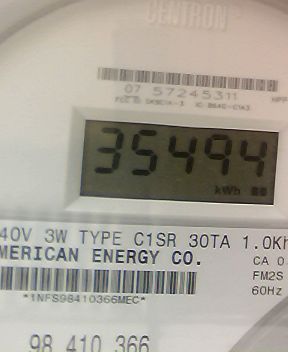 CENTRON
07 57245311
35494
kWh
40V 3W TYPE C1SR 30TA 1.0Kh
MERICAN ENERGY CO.
CA 0
FM2S
60Hz
*1NFS98410366MEC*
98 410 366